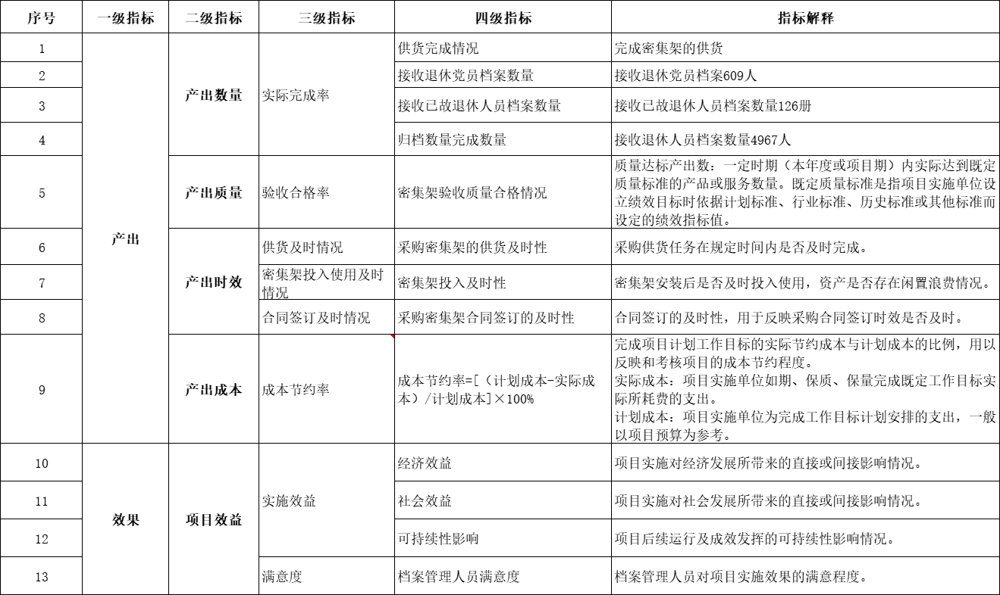 序号 一级指标 二级指标 三级指标 四级指标 指标解释
1 产出 产出数量 实际完成率 供货完成情况 完成密集架的供货
2 接收退休党员档案数量 接收退休党员档案609人
3 接收已故退休人员档案数量 接收已故退休人员档案数量126册
4 归档数量完成数量 接收退休人员档案数量4967人
5 产出质量 验收合格率 密集架验收质量合格情况 质量达标产出数：一定时期（本年度或项目期）内实际达到既定
质量标准的产品或服务数量。既定质量标准是指项目实施单位设
立绩效目标时依据计划标准、行业标准、历史标准或其他标准而
设定的绩效指标值。
6 产出时效 供货及时情况 采购密集架的供货及时性 采购供货任务在规定时间内是否及时完成。
7 密集架投入使用及时
情况 密集架投入及时性 密集架安装后是否及时投入使用，资产是否存在闲置浪费情况。
8 合同签订及时情况 采购密集架合同签订的及时性 合同签订的及时性，用于反映采购合同签订时效是否及时。
9 产出成本 成本节约率 成本节约率=[（计划成本-实际成
本）/计划成本]×100% 完成项目计划工作目标的实际节约成本与计划成本的比例，用以
反映和考核项目的成本节约程度。
实际成本：项目实施单位如期、保质、保量完成既定工作目标实
际所耗费的支出。
计划成本：项目实施单位为完成工作目标计划安排的支出，一般
以项目预算为参考。
10 效果 项目效益 实施效益 经济效益 项目实施对经济发展所带来的直接或间接影响情况。
11 社会效益 项目实施对社会发展所带来的直接或间接影响情况。
12 可持续性影响 项目后续运行及成效发挥的可持续性影响情况。
13 满意度 档案管理人员满意度 档案管理人员对项目实施效果的满意程度。